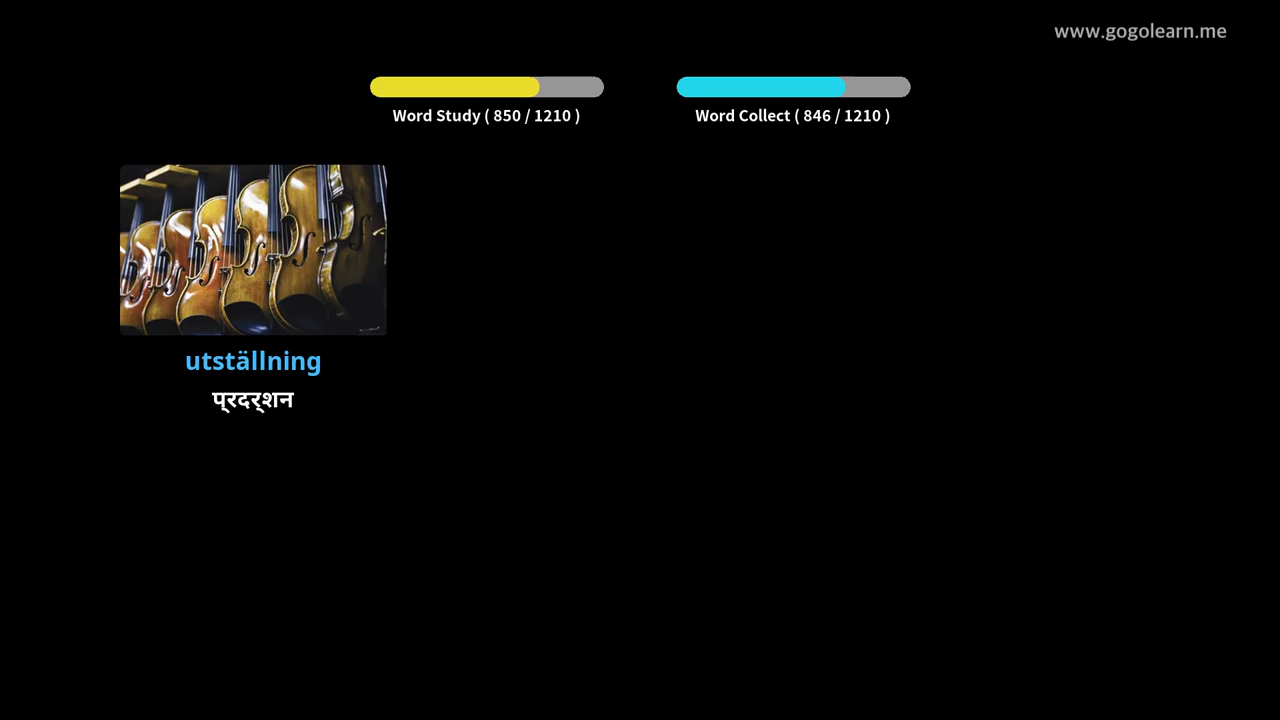 www.gogolearn.me
Word Study ( 850 / 1210 )
Word Collect ( 846 / 1210 )
utställning
प्रदर्शन